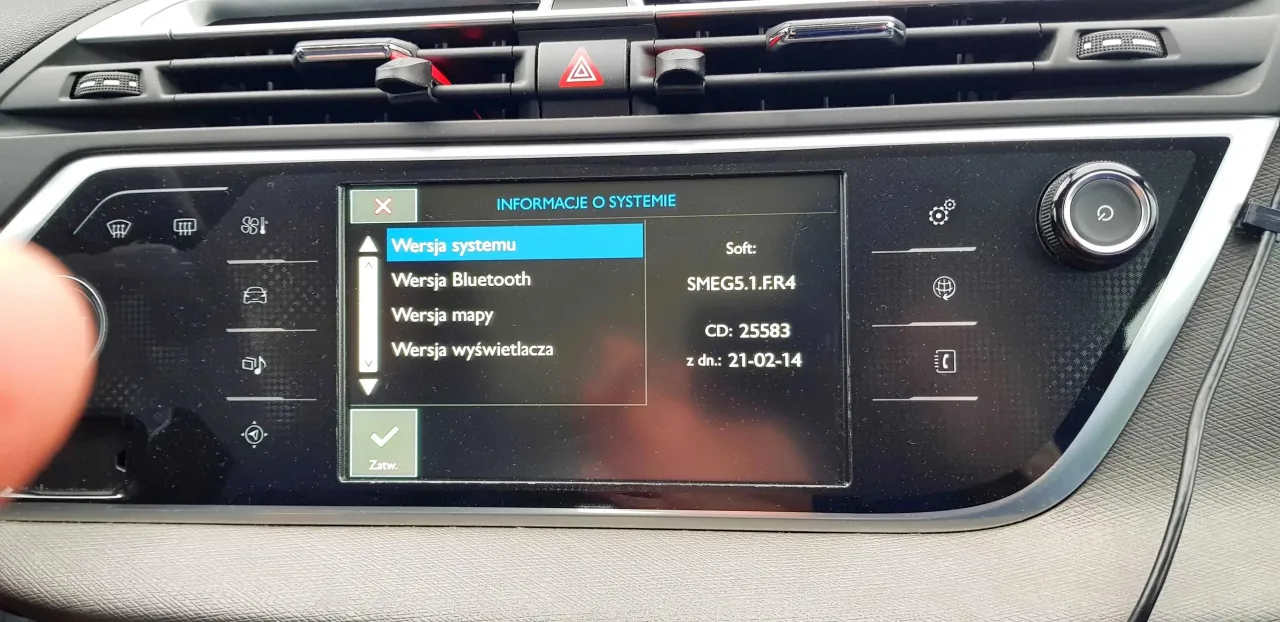 INFORMACJE O SYSTEMIE
Wersja systemu
Wersja Bluetooth
Wersja mapy
Wersja wyświetlacza
Soft:
SMEG5.1.F.R4
CD: 25583
z dn.: 21-02-14
Zatw.